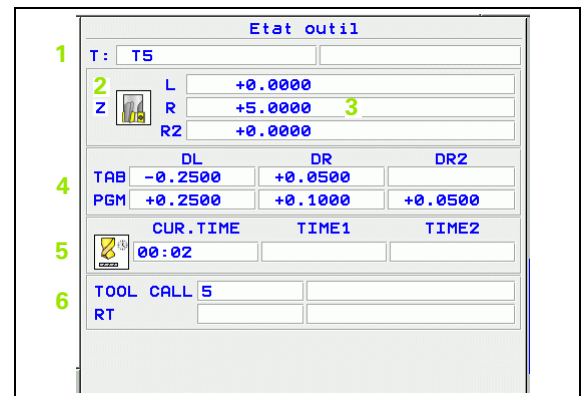 Etat outil
1 T: T5
2 L +0.0000
Z R +5.0000 3
R2 +0.0000
DL DR DR2
4 TAB -0.2500 +0.0500
PGM +0.2500 +0.1000 +0.0500
CUR.TIME TIME1 TIME2
5 00:02
6 TOOL CALL 5
RT